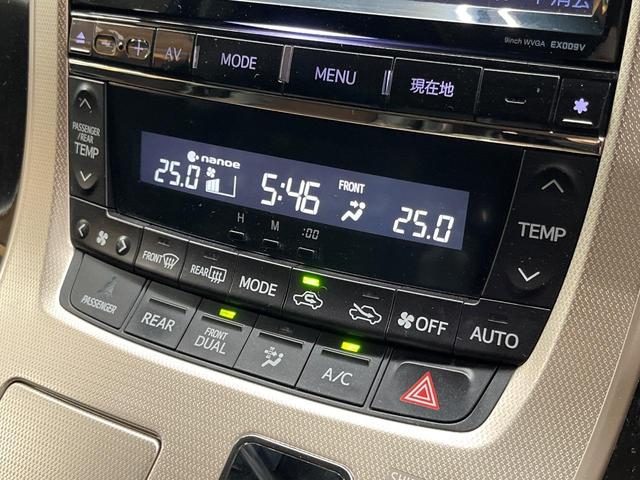 9inch WVGA EX009V
AV
MODE
MENU
現在地
PASSENGER/REAR
TEMP
nanoe
25.0
5:46
FRONT
25.0
H
M
:00
TEMP
FRONT
REAR
MODE
OFF
AUTO
PASSENGER
REAR
FRONT
DUAL
A/C